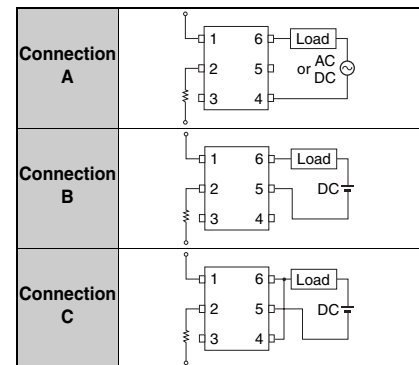 Connection
A
1 6 Load
2 5 or AC
DC
3 4
Connection
B
1 6 Load
2 5 DC
3 4
Connection
C
1 6 Load
2 5 DC
3 4